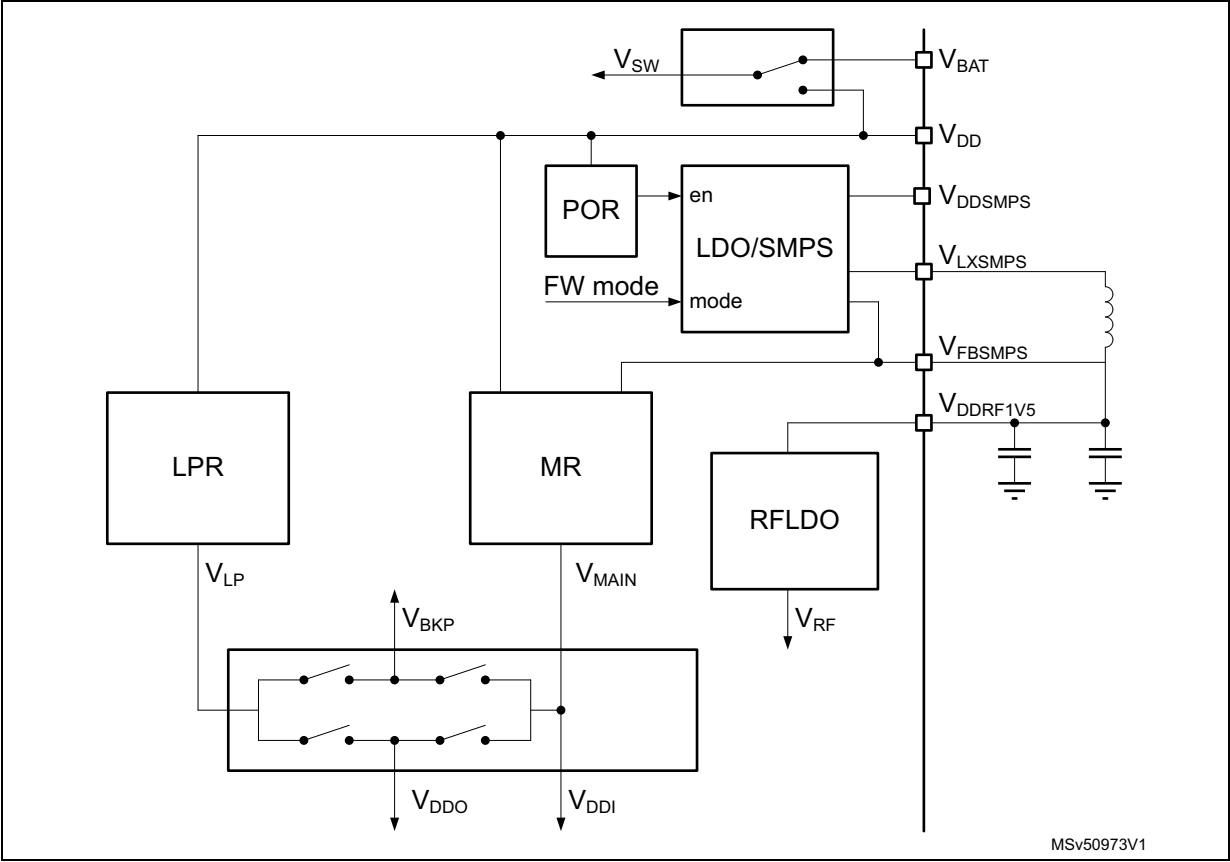 VSW
VBAT
VDD
POR
en
LDO/SMPS
VDDSMPS
VLXSMPS
FW mode
mode
VFBSMPS
VDDRF1V5
LPR
MR
RFLDO
VLP
VMAIN
VBKP
VRF
VDDO
VDDI
MSv50973V1